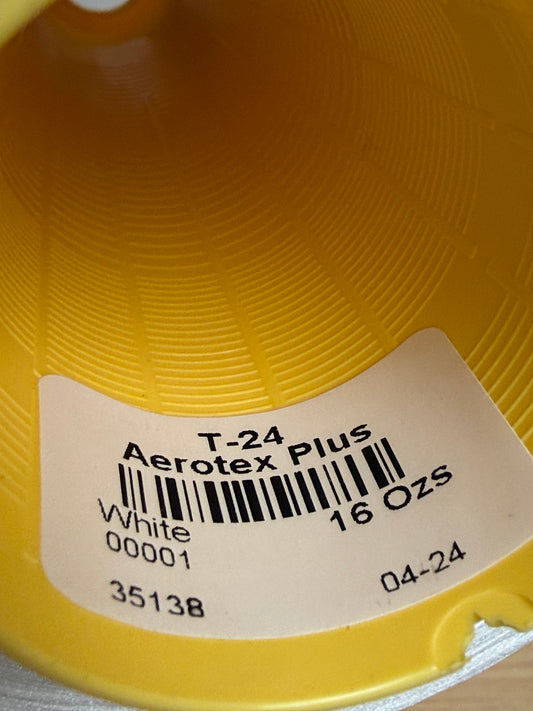 T-24
Aerotex Plus
White
16 Ozs
00001
35138
04-24